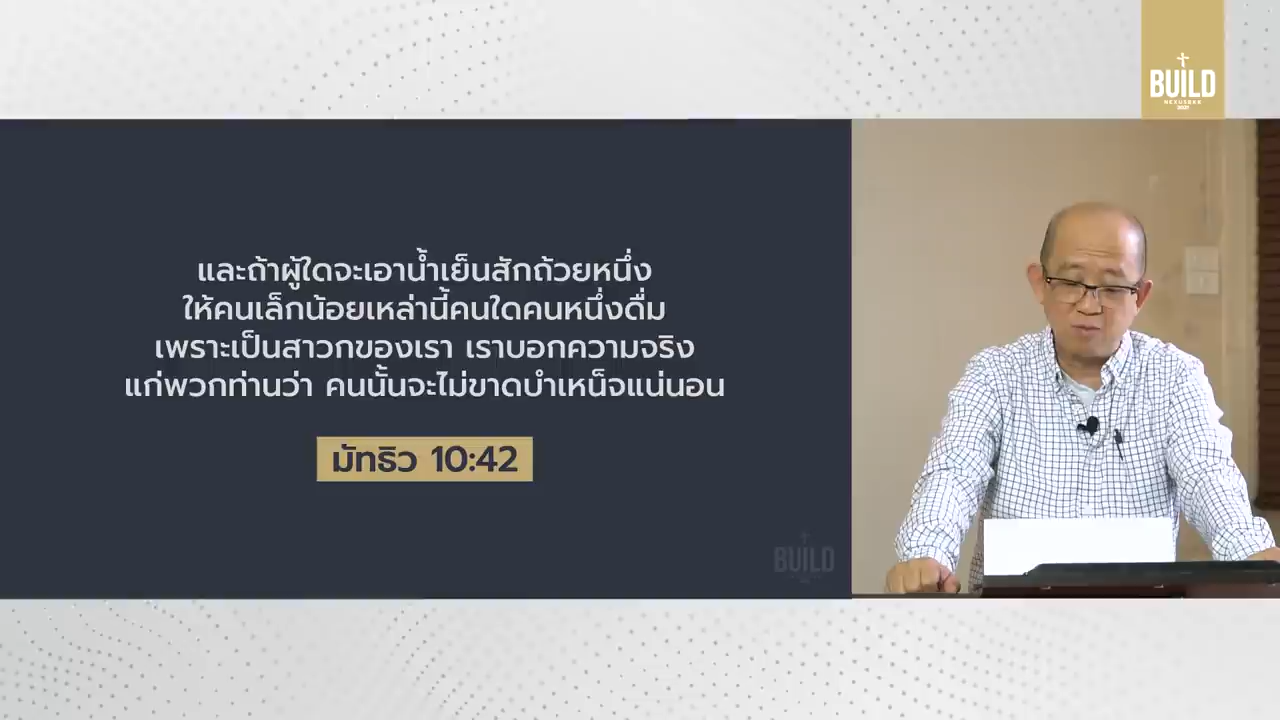 BUILD
NEXUSBKK
2021
และถ้าผู้ใดจะเอาน้ำเย็นสักถ้วยหนึ่ง
ให้คนเล็กน้อยเหล่านี้คนใดคนหนึ่งดื่ม
เพราะเป็นสาวกของเรา เราบอกความจริง
แก่พวกท่านว่า คนนั้นจะไม่ขาดบำเหน็จแน่นอน
มัทธิว 10:42
BUILD